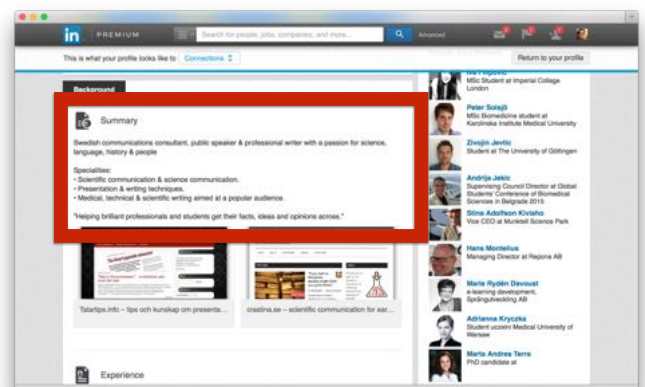 in PREMIUM Search for people, jobs, companies, and more... Advanced
This is what your profile looks like to Connections Return to your profile
Background
Summary
Swedish communications consultant, public speaker & professional writer with a passion for science,
language, history & people
Specialities:
• Scientific communication & science communication.
• Presentation & writing techniques.
• Medical, technical & scientific writing aimed at a popular audience.
"Helping brilliant professionals and students get their facts, ideas and opinions across."
Talartips.info – tips och kunskap om presenta...
crastina.se – scientific communication for ear...
Experience
MSc Student at Imperial College
London
Peter Solsjö
MSc Biomedicine student at
Karolinska Institute Medical University
Zivojin Jevtic
Student at The University of Göttingen
Andrija Jekic
Supervising Council Director at Global
Students' Conference of Biomedical
Sciences in Belgrade 2015
Stina Adolfson Kiviaho
Vice CEO at Munktell Science Park
Hans Montelius
Managing Director at Repona AB
Marie Rydén Davoust
e-learning development,
Språngutveckling AB
Adrianna Kryczka
Student uczelni Medical University of
Warsaw
Marta Andres Terre
PhD candidate at